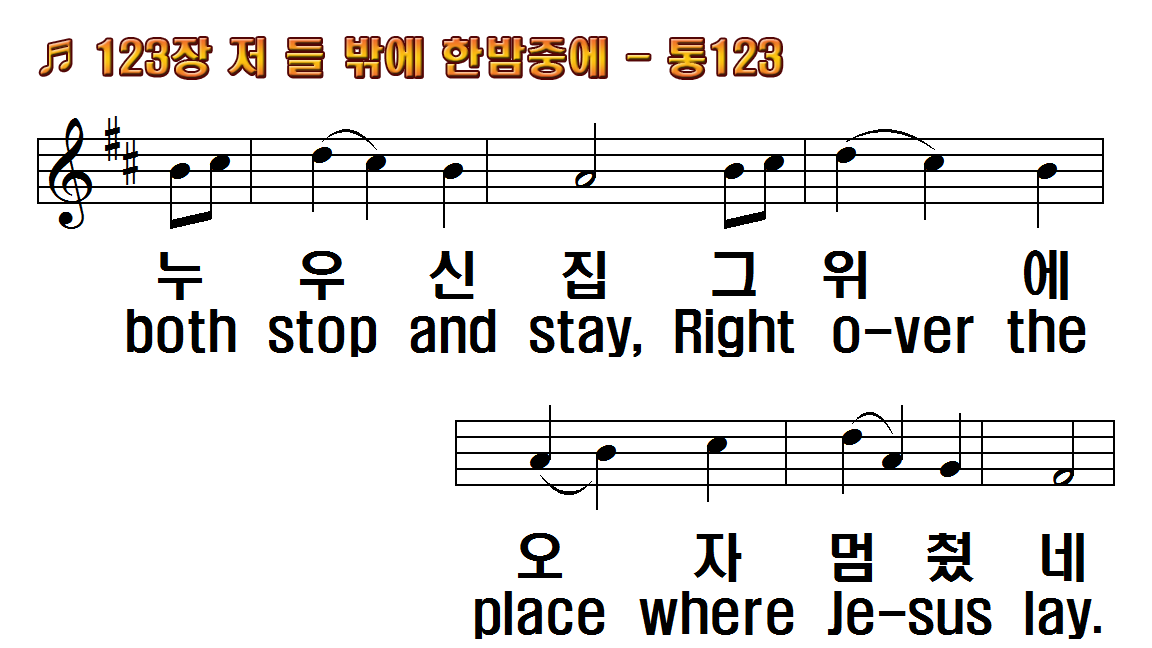 ♬ 123장 저 들 밖에 한밤중에 - 통123
누 우 신 집 그 위 에
both stop and stay, Right o-ver the
오 자 멈 췄 네
place where Je-sus lay.